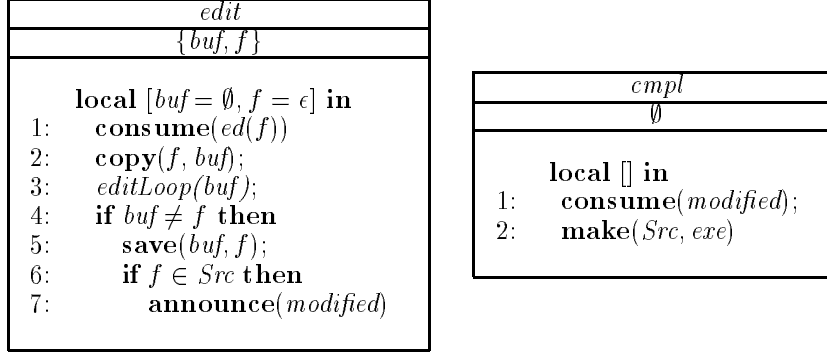 edit
{buf, f}
local [buf = ∅, f = ϵ] in
1: consume(ed(f))
2: copy(f, buf);
3: editLoop(buf);
4: if buf ≠ f then
5: save(buf, f);
6: if f ∈ Src then
7: announce(modified)
cmpl
∅
local [] in
1: consume(modified);
2: make(Src, exe)